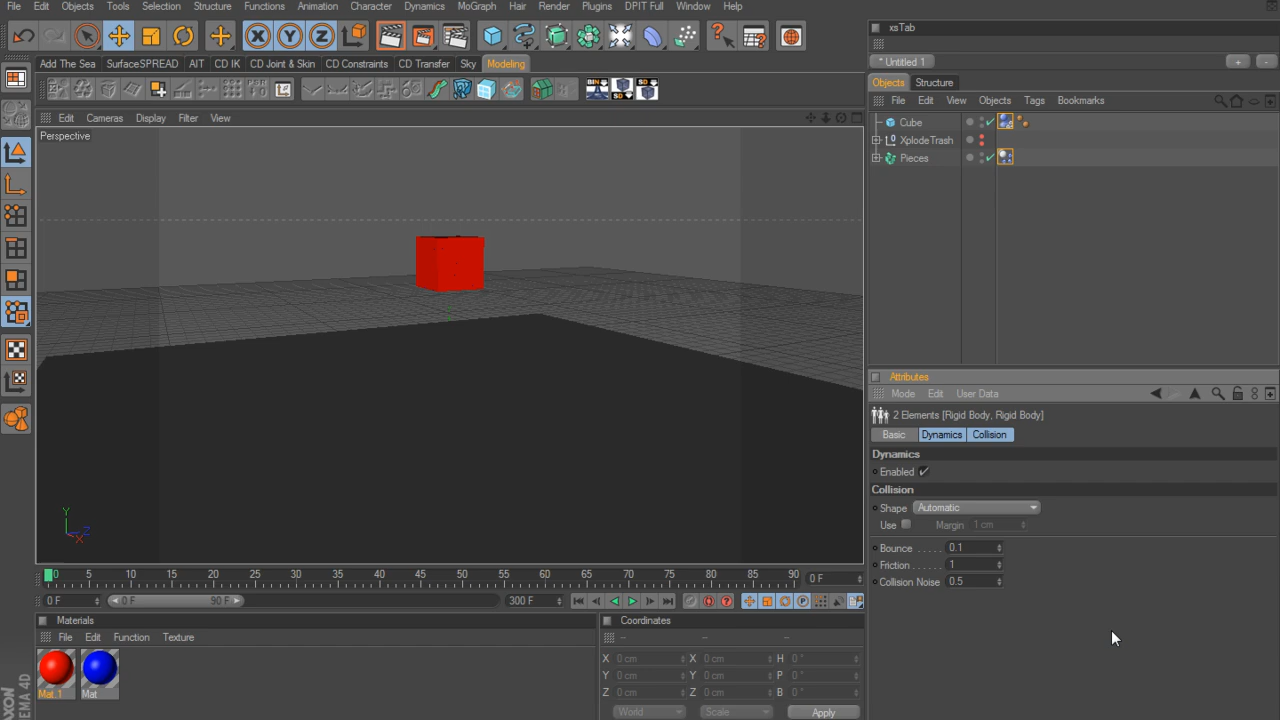 File Edit Objects Tools Selection Structure Functions Animation Character Dynamics MoGraph Hair Render Plugins DPIT Full Window Help
xsTab
Add The Sea SurfaceSPREAD AIT CD IK CD Joint & Skin CD Constraints CD Transfer Sky Modeling
* Untitled 1 + -
Objects Structure
File Edit View Objects Tags Bookmarks
Edit Cameras Display Filter View
Perspective
Cube
XplodeTrash
Pieces
Attributes
Mode Edit User Data
2 Elements [Rigid Body, Rigid Body]
Basic Dynamics Collision
Dynamics
Enabled
Collision
Shape Automatic
Use Margin 1 cm
Bounce . . . . . 0.1
Friction . . . . . . 1
Collision Noise 0.5
Y
Z
X
0 5 10 15 20 25 30 35 40 45 50 55 60 65 70 75 80 85 90 0 F
0 F 0 F 90 F 300 F
Materials
File Edit Function Texture
Mat.1 Mat
Coordinates
-- -- --
X 0 cm X 0 cm H 0 °
Y 0 cm Y 0 cm P 0 °
Z 0 cm Z 0 cm B 0 °
World Scale Apply
AXON
EMA 4D